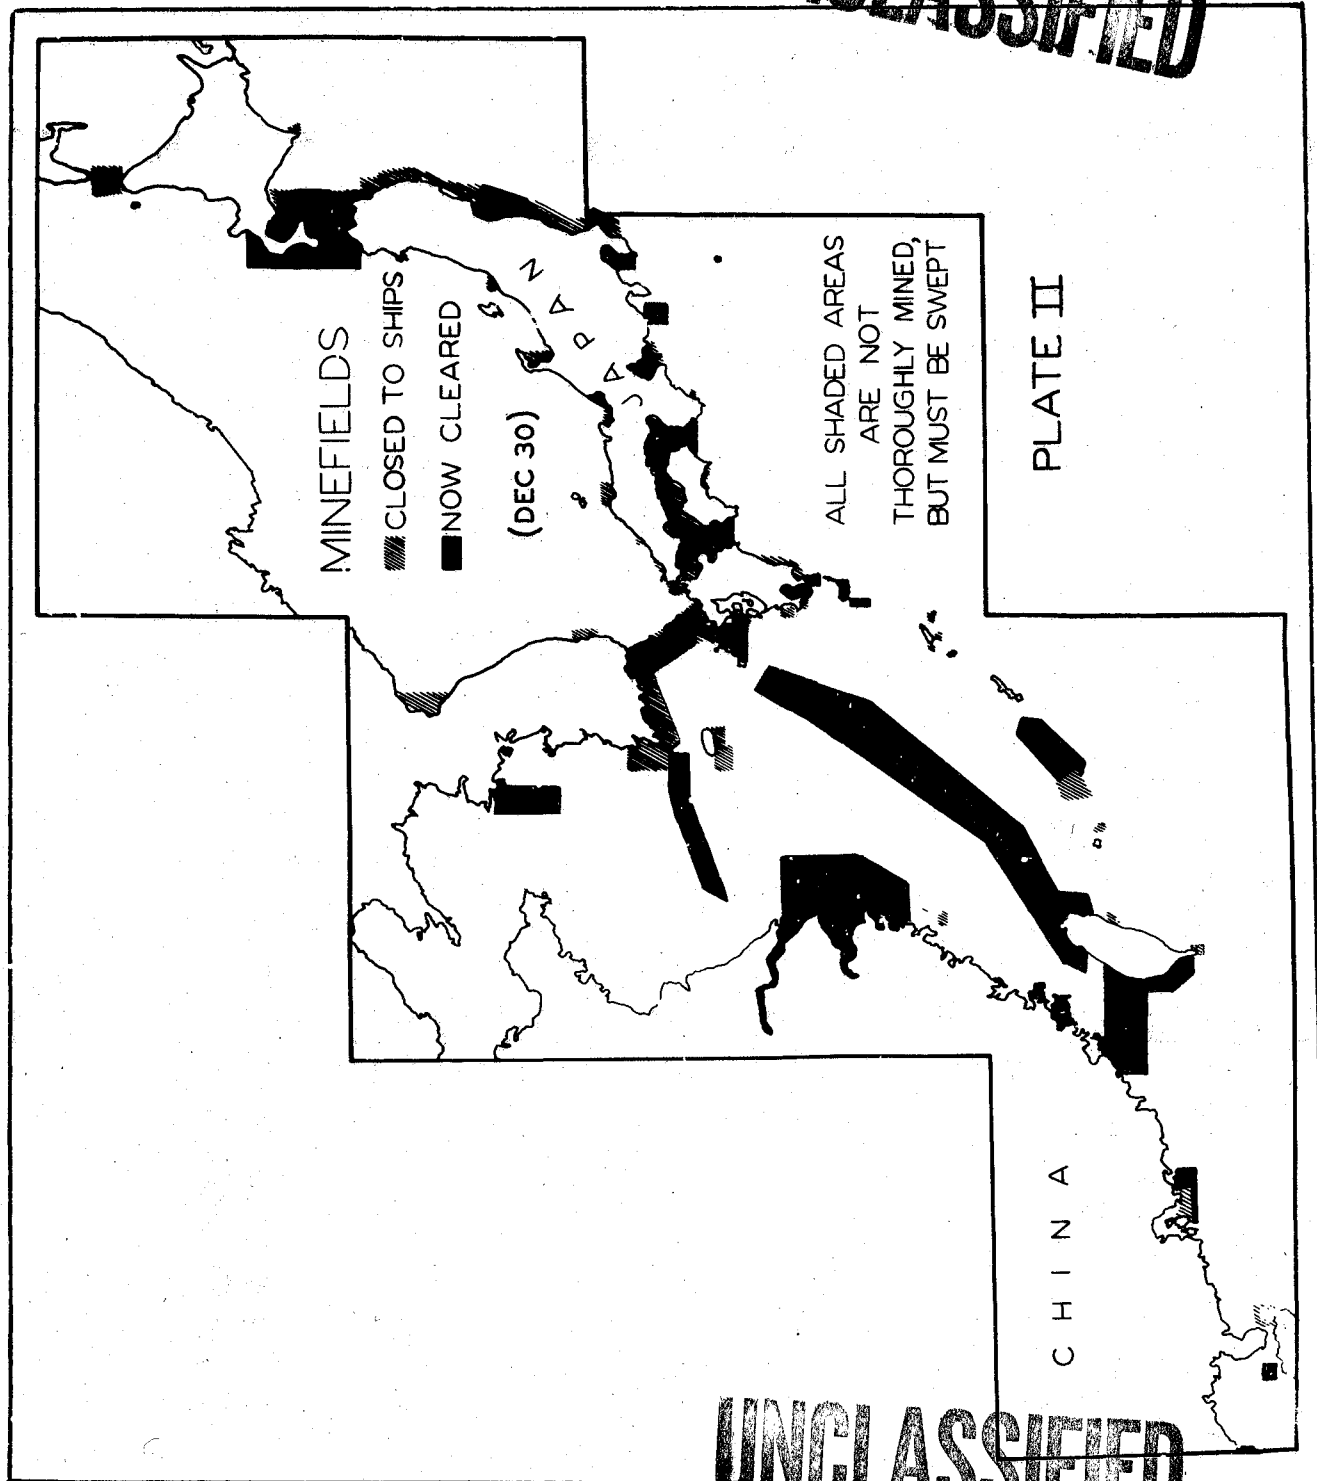 UNCLASSIFIED
MINEFIELDS
CLOSED TO SHIPS
NOW CLEARED
(DEC 30)
JAPAN
ALL SHADED AREAS
ARE NOT
THOROUGHLY MINED,
BUT MUST BE SWEPT
PLATE II
CHINA
UNCLASSIFIED